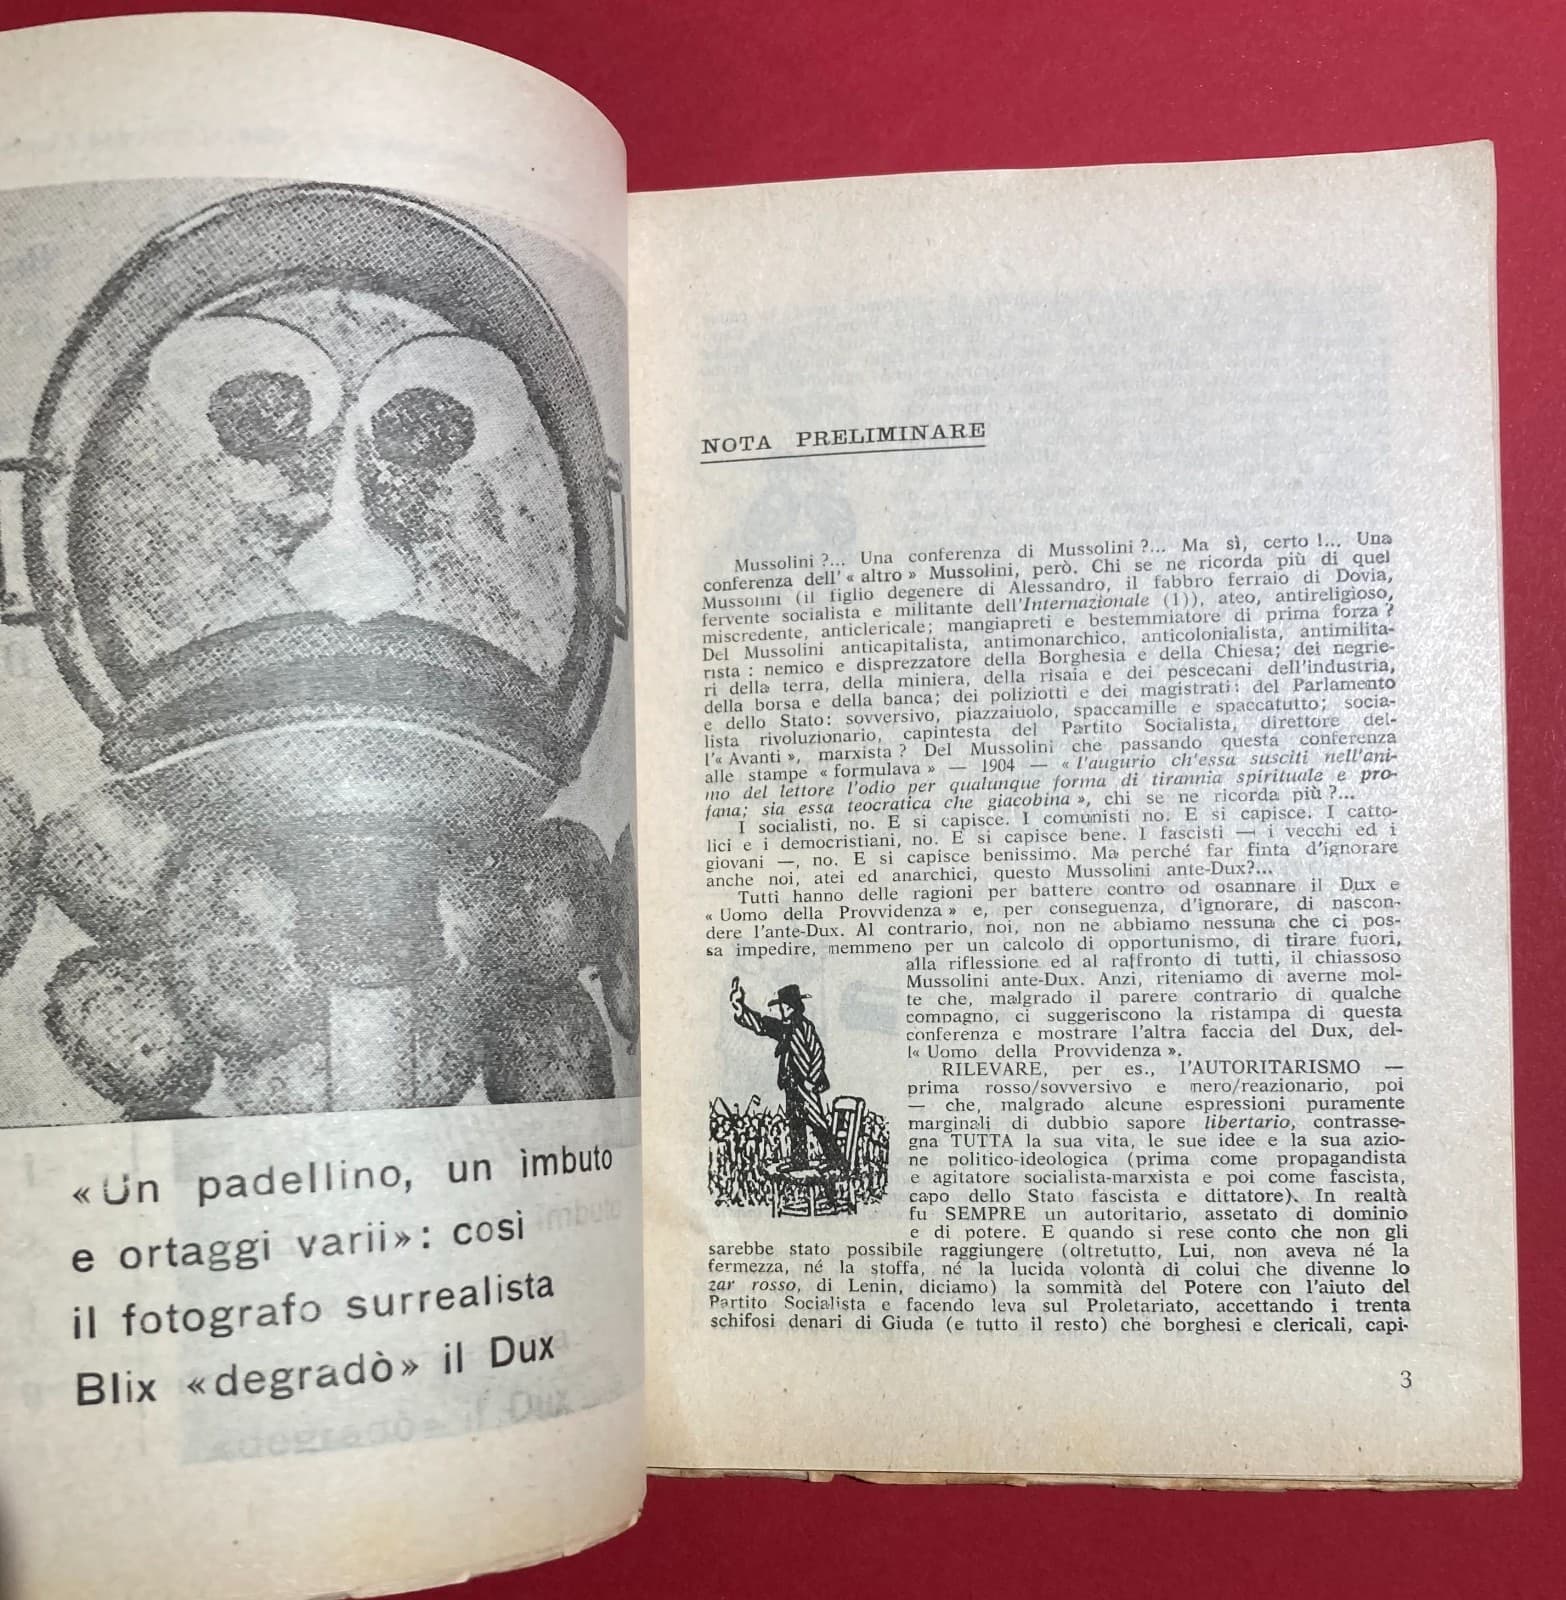 «Un padellino, un imbuto
e ortaggi varii»: così
il fotografo surrealista
Blix «degradò» il Dux
NOTA PRELIMINARE
Mussolini ?... Una conferenza di Mussolini ?... Ma sì, certo !... Una
conferenza dell'« altro » Mussolini, però. Chi se ne ricorda più di quel
Mussolini (il figlio degenere di Alessandro, il fabbro ferraio di Dovia,
fervente socialista e militante dell'Internazionale (1)), ateo, antireligioso,
miscredente, anticlericale; mangiapreti e bestemmiatore di prima forza ?
Del Mussolini anticapitalista, antimonarchico, anticolonialista, antimilita-
rista : nemico e disprezzatore della Borghesia e della Chiesa; dei negrie-
ri della terra, della miniera, della risaia e dei pescecani dell'industria,
della borsa e della banca; dei poliziotti e dei magistrati; del Parlamento
e dello Stato: sovversivo, piazzaiuolo, spaccamille e spaccatutto; socia-
lista rivoluzionario, capintesta del Partito Socialista, direttore del-
l'« Avanti », marxista ? Del Mussolini che passando questa conferenza
alle stampe « formulava » — 1904 — « l'augurio ch'essa susciti nell'ani-
mo del lettore l'odio per qualunque forma di tirannia spirituale e pro-
fana; sia essa teocratica che giacobina », chi se ne ricorda più ?...
I socialisti, no. E si capisce. I comunisti no. E si capisce. I catto-
lici e i democristiani, no. E si capisce bene. I fascisti — i vecchi ed i
giovani —, no. E si capisce benissimo. Ma perché far finta d'ignorare
anche noi, atei ed anarchici, questo Mussolini ante-Dux?...
Tutti hanno delle ragioni per battere contro od osannare il Dux e
« Uomo della Provvidenza » e, per conseguenza, d'ignorare, di nascon-
dere l'ante-Dux. Al contrario, noi, non ne abbiamo nessuna che ci pos-
sa impedire, nemmeno per un calcolo di opportunismo, di tirare fuori,
alla riflessione ed al raffronto di tutti, il chiassoso
Mussolini ante-Dux. Anzi, riteniamo di averne mol-
te che, malgrado il parere contrario di qualche
compagno, ci suggeriscono la ristampa di questa
conferenza e mostrare l'altra faccia del Dux, del-
l« Uomo della Provvidenza ».
RILEVARE, per es., l'AUTORITARISMO —
prima rosso/sovversivo e nero/reazionario, poi
— che, malgrado alcune espressioni puramente
marginali di dubbio sapore libertario, contrasse-
gna TUTTA la sua vita, le sue idee e la sua azio-
ne politico-ideologica (prima come propagandista
e agitatore socialista-marxista e poi come fascista,
capo dello Stato fascista e dittatore). In realtà
fu SEMPRE un autoritario, assetato di dominio
e di potere. E quando si rese conto che non gli
sarebbe stato possibile raggiungere (oltretutto, Lui, non aveva né la
fermezza, né la stoffa, né la lucida volontà di colui che divenne lo
zar rosso, di Lenin, diciamo) la sommità del Potere con l'aiuto del
Partito Socialista e facendo leva sul Proletariato, accettando i trenta
schifosi denari di Giuda (e tutto il resto) che borghesi e clericali, capi-
3